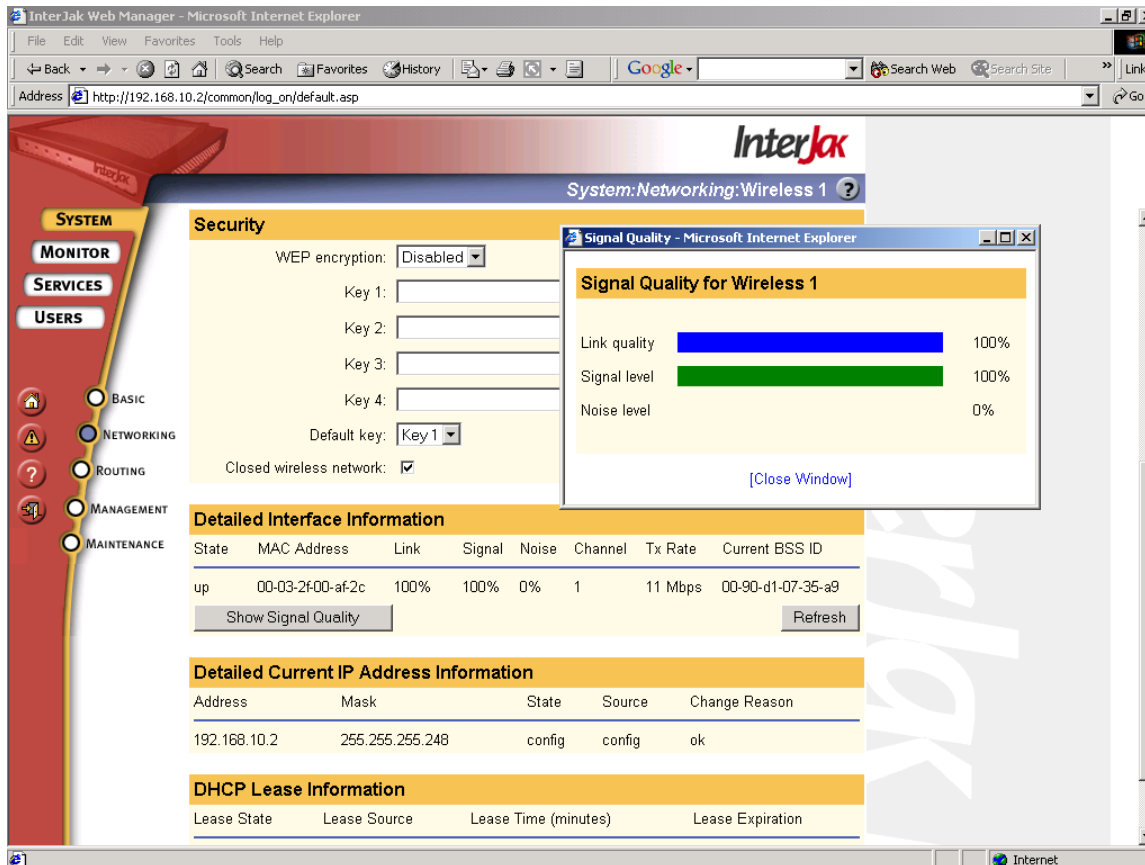 InterJak Web Manager - Microsoft Internet Explorer
File Edit View Favorites Tools Help
Back Search Favorites History Google Search Web Search Site » Link
Address http://192.168.10.2/common/log_on/default.asp Go
InterJak
InterJak
System:Networking:Wireless 1 ?
SYSTEM
MONITOR
SERVICES
USERS
BASIC
NETWORKING
ROUTING
MANAGEMENT
MAINTENANCE
?
Security
WEP encryption: Disabled
Key 1:
Key 2:
Key 3:
Key 4:
Default key: Key 1
Closed wireless network:
Signal Quality - Microsoft Internet Explorer
Signal Quality for Wireless 1
Link quality 100%
Signal level 100%
Noise level 0%
[Close Window]
Detailed Interface Information
State MAC Address Link Signal Noise Channel Tx Rate Current BSS ID
up 00-03-2f-00-af-2c 100% 100% 0% 1 11 Mbps 00-90-d1-07-35-a9
Show Signal Quality Refresh
Detailed Current IP Address Information
Address Mask State Source Change Reason
192.168.10.2 255.255.255.248 config config ok
DHCP Lease Information
Lease State Lease Source Lease Time (minutes) Lease Expiration
Internet